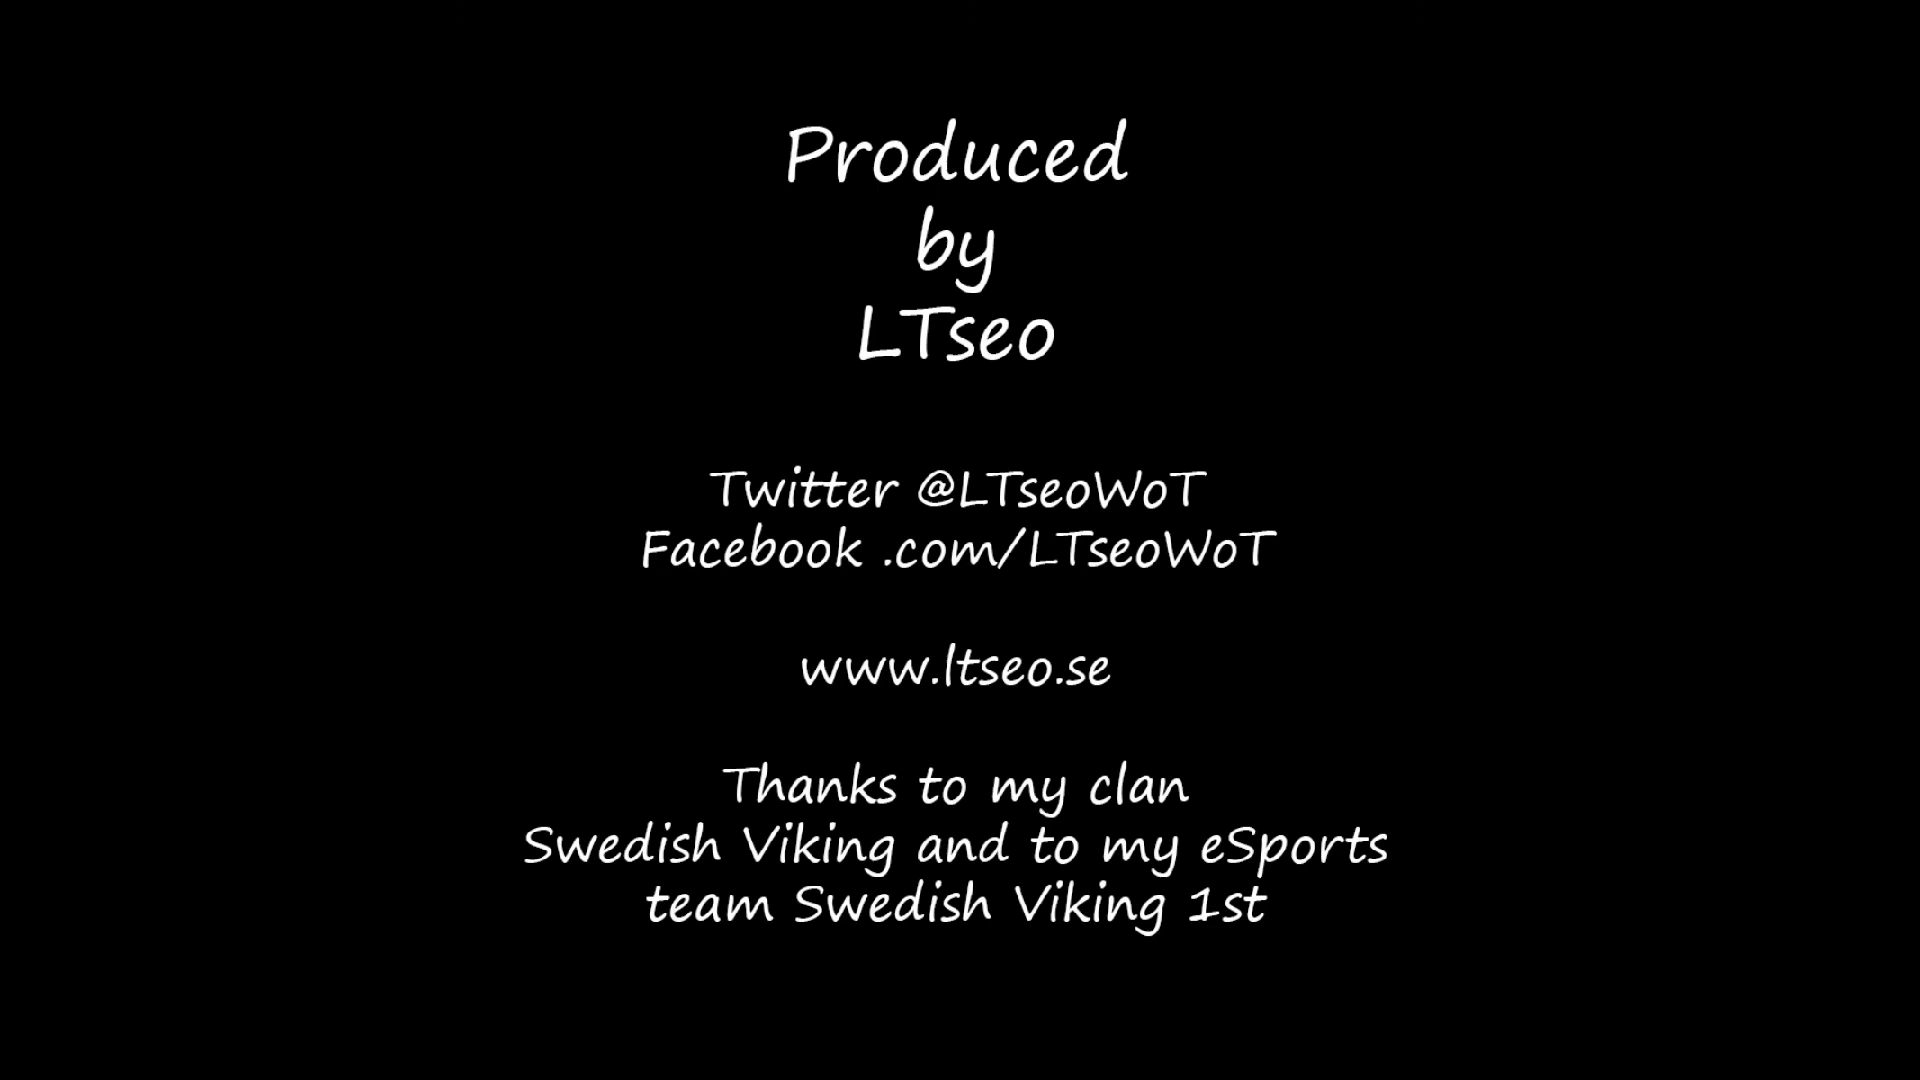 Produced
by
LTseo
Twitter @LTseoWoT
Facebook .com/LTseoWoT
www.ltseo.se
Thanks to my clan
Swedish Viking and to my eSports
team Swedish Viking 1st